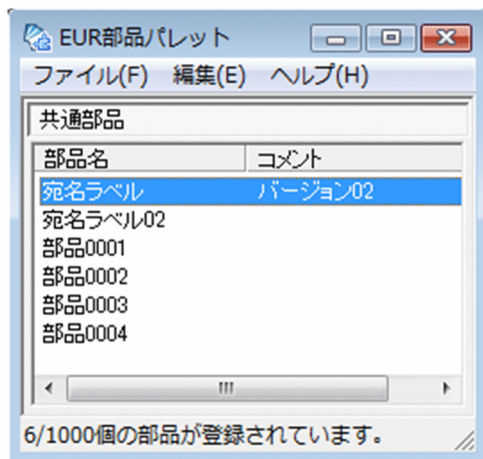 EUR部品パレット
ファイル(F) 編集(E) ヘルプ(H)
共通部品
部品名 コメント
宛名ラベル バージョン02
宛名ラベル02
部品0001
部品0002
部品0003
部品0004
6/1000個の部品が登録されています。